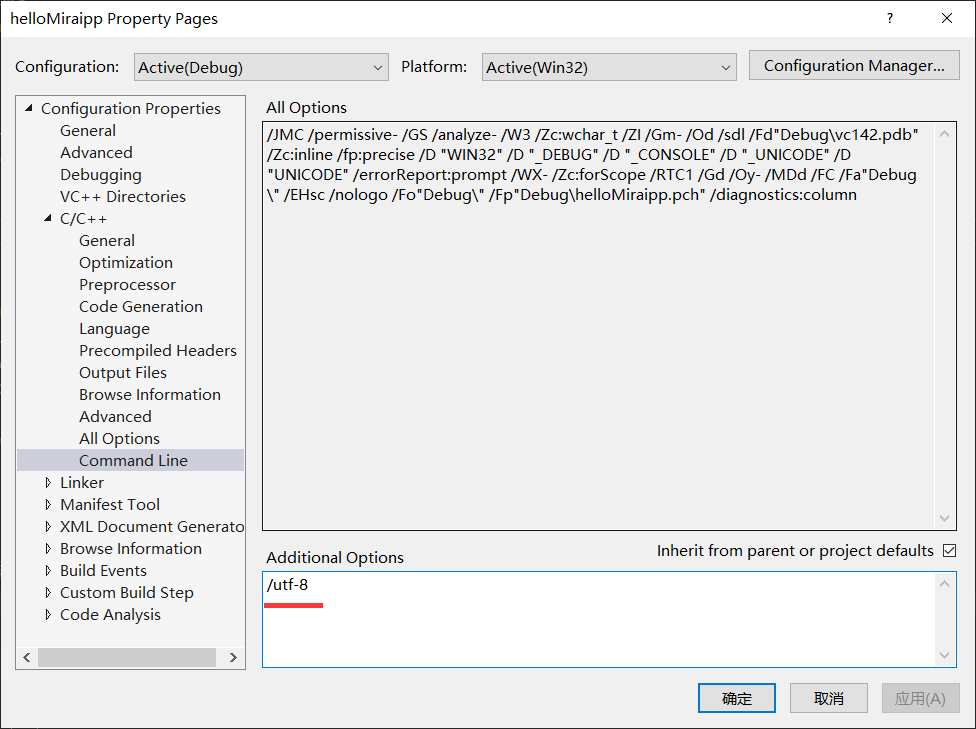 helloMiraipp Property Pages
?
Configuration: Active(Debug) Platform: Active(Win32) Configuration Manager...
Configuration Properties
General
Advanced
Debugging
VC++ Directories
C/C++
General
Optimization
Preprocessor
Code Generation
Language
Precompiled Headers
Output Files
Browse Information
Advanced
All Options
Command Line
Linker
Manifest Tool
XML Document Generato
Browse Information
Build Events
Custom Build Step
Code Analysis
All Options
/JMC /permissive- /GS /analyze- /W3 /Zc:wchar_t /ZI /Gm- /Od /sdl /Fd"Debug\vc142.pdb"
/Zc:inline /fp:precise /D "WIN32" /D "_DEBUG" /D "_CONSOLE" /D "_UNICODE" /D
"UNICODE" /errorReport:prompt /WX- /Zc:forScope /RTC1 /Gd /Oy- /MDd /FC /Fa"Debug
\" /EHsc /nologo /Fo"Debug\" /Fp"Debug\helloMiraipp.pch" /diagnostics:column
Additional Options
Inherit from parent or project defaults
/utf-8
确定 取消 应用(A)